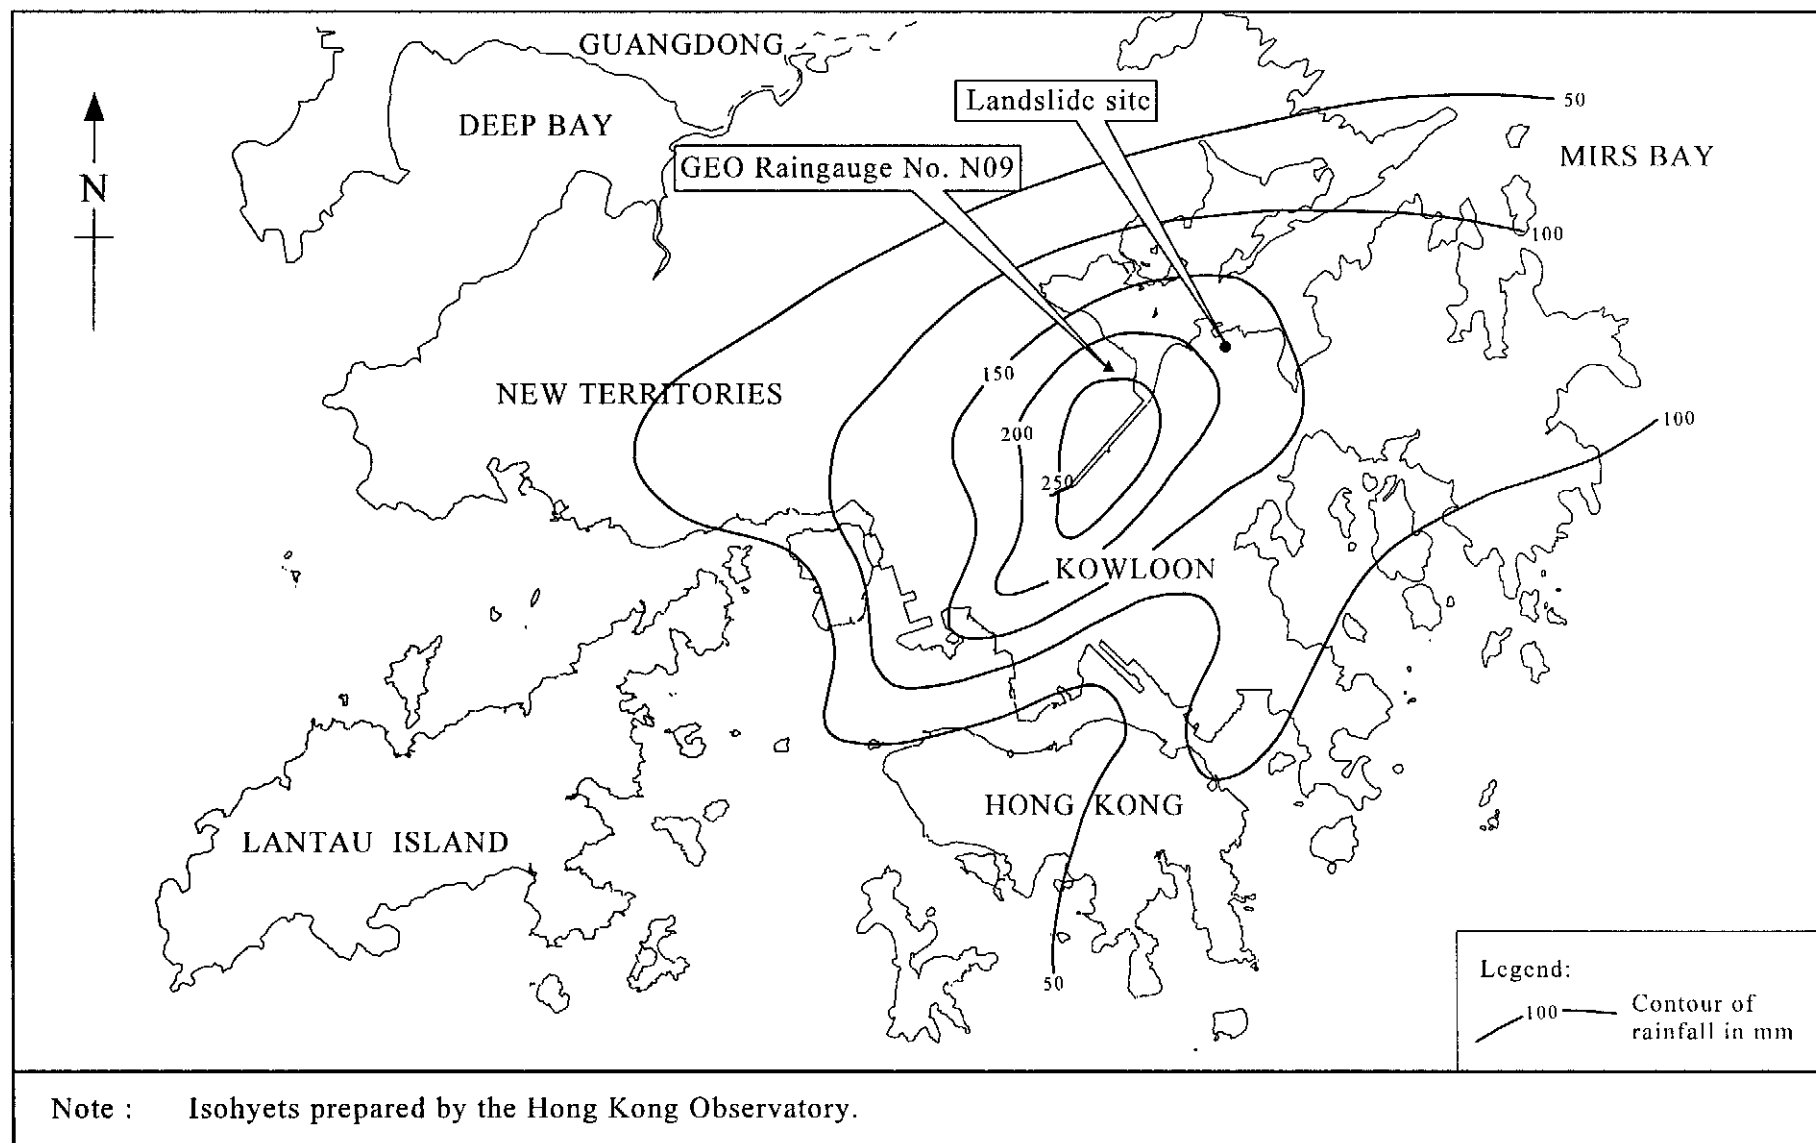 GUANGDONG
DEEP BAY
Landslide site
50
MIRS BAY
GEO Raingauge No. N09
N
100
150
NEW TERRITORIES
200
100
250
KOWLOON
HONG KONG
LANTAU ISLAND
50
Legend:
100
Contour of
rainfall in mm
Note : Isohyets prepared by the Hong Kong Observatory.